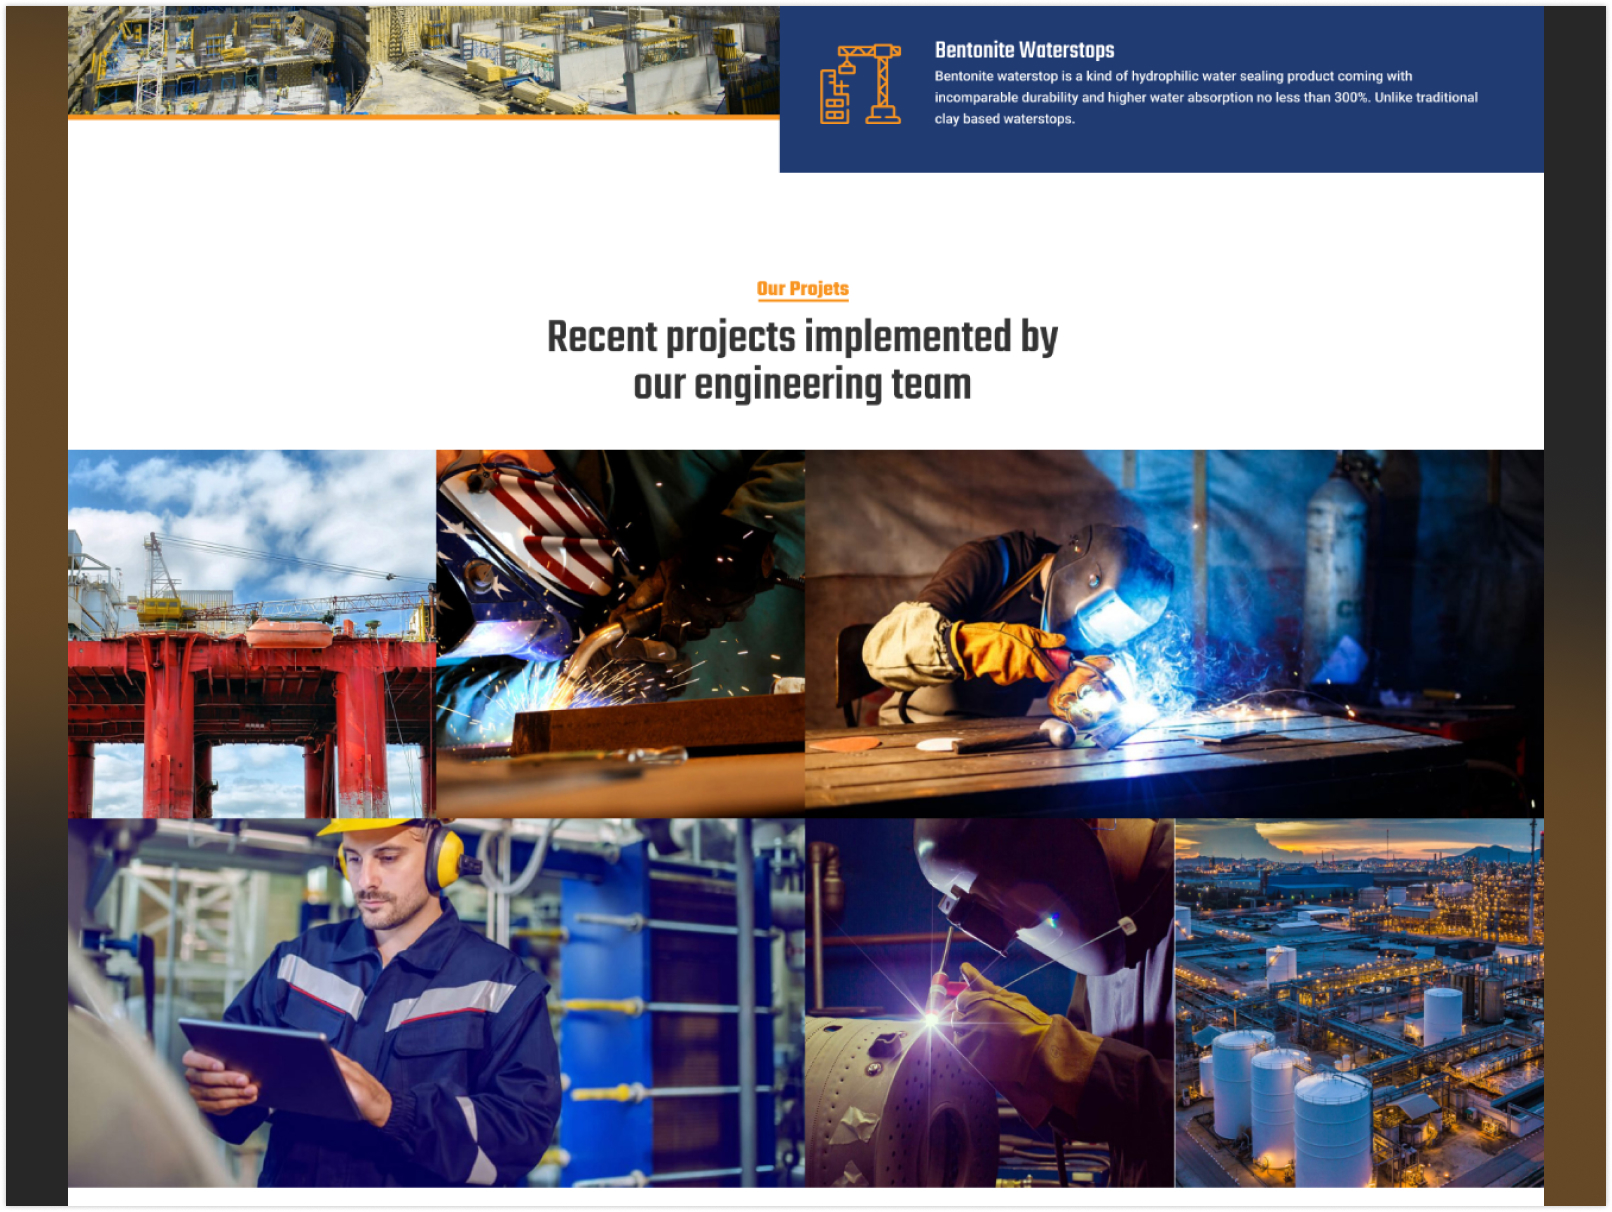 Bentonite Waterstops
Bentonite waterstop is a kind of hydrophilic water sealing product coming with
incomparable durability and higher water absorption no less than 300%. Unlike traditional
clay based waterstops.
Our Projets
Recent projects implemented by
our engineering team